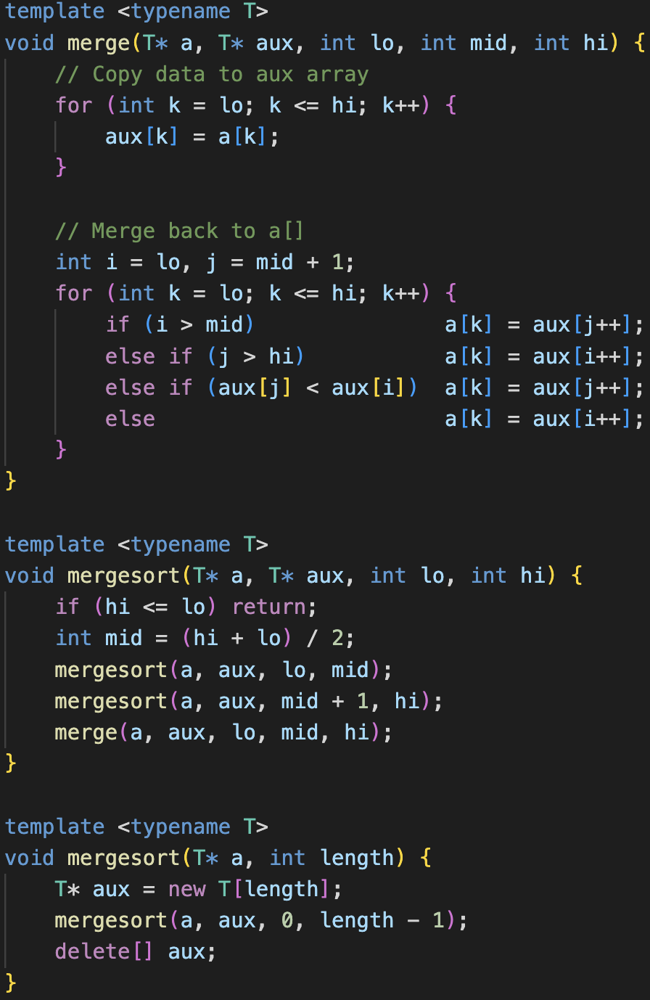 template <typename T>
void merge(T* a, T* aux, int lo, int mid, int hi) {
    // Copy data to aux array
    for (int k = lo; k <= hi; k++) {
        aux[k] = a[k];
    }

    // Merge back to a[]
    int i = lo, j = mid + 1;
    for (int k = lo; k <= hi; k++) {
        if (i > mid)               a[k] = aux[j++];
        else if (j > hi)           a[k] = aux[i++];
        else if (aux[j] < aux[i])  a[k] = aux[j++];
        else                       a[k] = aux[i++];
    }
}

template <typename T>
void mergesort(T* a, T* aux, int lo, int hi) {
    if (hi <= lo) return;
    int mid = (hi + lo) / 2;
    mergesort(a, aux, lo, mid);
    mergesort(a, aux, mid + 1, hi);
    merge(a, aux, lo, mid, hi);
}

template <typename T>
void mergesort(T* a, int length) {
    T* aux = new T[length];
    mergesort(a, aux, 0, length - 1);
    delete[] aux;
}